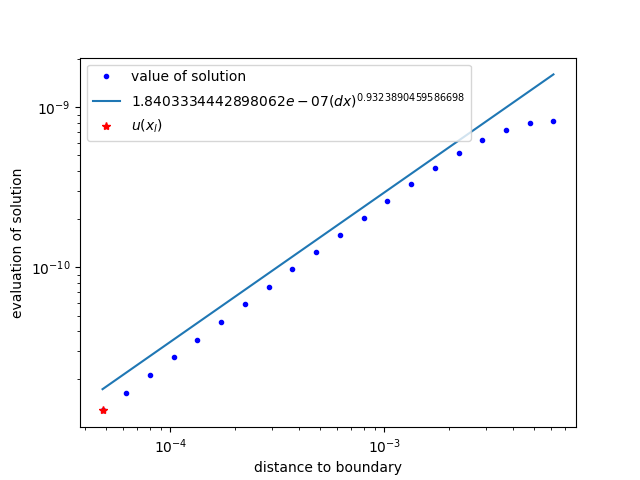 value of solution
1.8403334442898062e − 07(dx)^0.9323890459586698
u(x_l)
10^−9
10^−10
evaluation of solution
10^−4
10^−3
distance to boundary